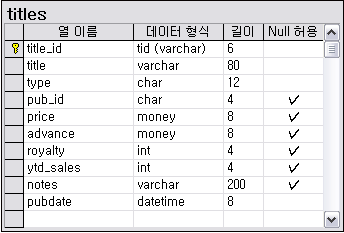 titles
열 이름 데이터 형식 길이 Null 허용
title_id tid (varchar) 6
title varchar 80
type char 12
pub_id char 4 ✓
price money 8 ✓
advance money 8 ✓
royalty int 4 ✓
ytd_sales int 4 ✓
notes varchar 200 ✓
pubdate datetime 8